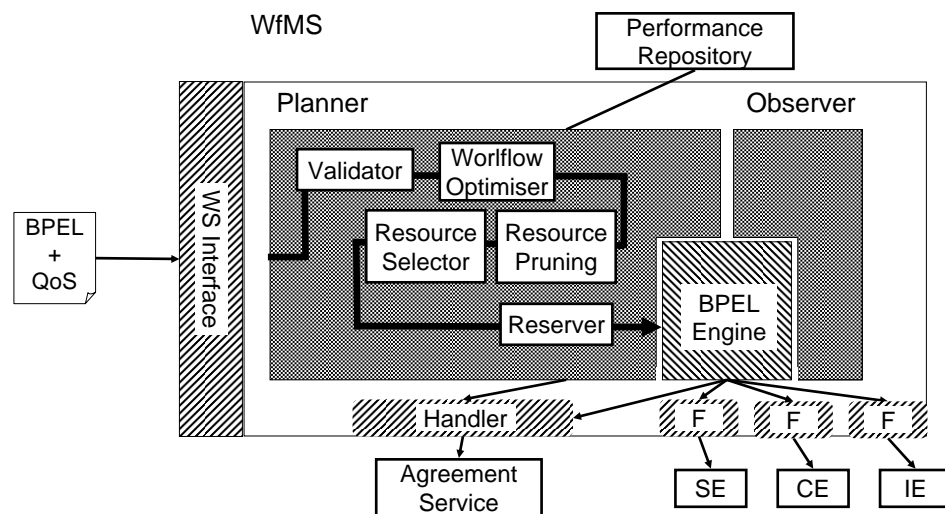 WfMS
Performance
Repository
Planner
Observer
Validator
Worlflow
Optimiser
WS Interface
BPEL
+
QoS
Resource
Selector
Resource
Pruning
BPEL
Engine
Reserver
Handler
F
F
F
Agreement
Service
SE
CE
IE